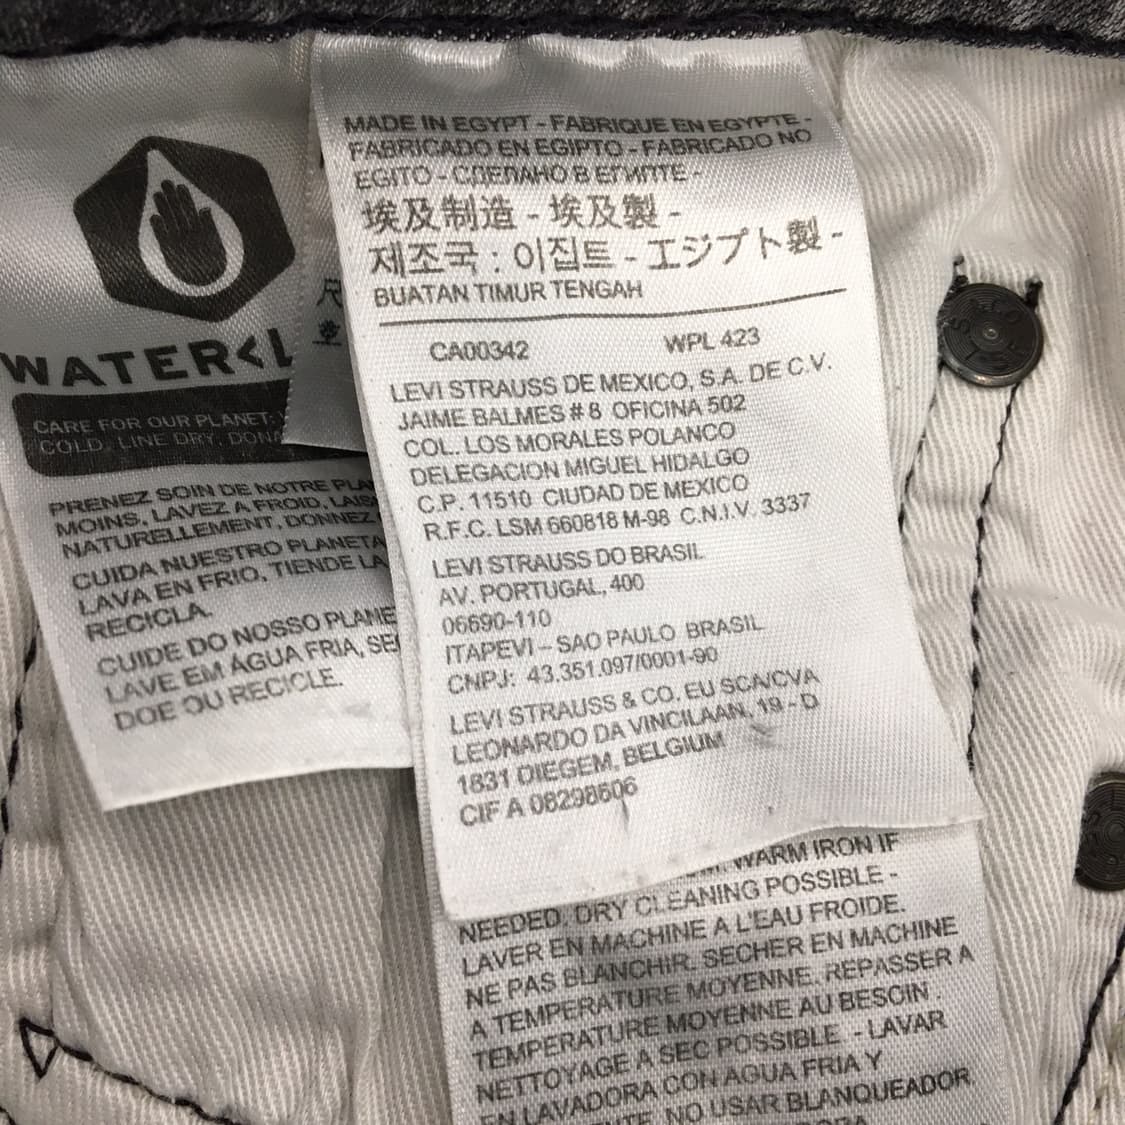 MADE IN EGYPT - FABRIQUE EN EGYPTE -
FABRICADO EN EGIPTO - FABRICADO NO
EGITO - СДЕЛАНО В ЕГИПТЕ -
埃及制造 - 埃及製 -
제조국 : 이집트 - エジプト製 -
BUATAN TIMUR TENGAH
CA00342 WPL 423
LEVI STRAUSS DE MEXICO, S.A. DE C.V.
JAIME BALMES # 8 OFICINA 502
COL. LOS MORALES POLANCO
DELEGACION MIGUEL HIDALGO
C.P. 11510 CIUDAD DE MEXICO
R.F.C. LSM 660818 M-98 C.N.I.V. 3337
LEVI STRAUSS DO BRASIL
AV. PORTUGAL, 400
06690-110
ITAPEVI – SAO PAULO BRASIL
CNPJ: 43.351.097/0001-90
LEVI STRAUSS & CO. EU SCA/CVA
LEONARDO DA VINCILAAN, 19 - D
1831 DIEGEM, BELGIUM
CIF A 08298606
WATER<L
CARE FOR OUR PLANET:
COLD, LINE DRY, DONA
PRENEZ SOIN DE NOTRE PLA
MOINS, LAVEZ A FROID, LAIS
NATURELLEMENT, DONNEZ
CUIDA NUESTRO PLANETA
LAVA EN FRIO, TIENDE LA
RECICLA.
CUIDE DO NOSSO PLANE
LAVE EM ÁGUA FRIA, SE
DOE OU RECICLE.
尺
WARM IRON IF
NEEDED. DRY CLEANING POSSIBLE -
LAVER EN MACHINE A L'EAU FROIDE.
NE PAS BLANCHIR. SECHER EN MACHINE
A TEMPERATURE MOYENNE. REPASSER A
TEMPERATURE MOYENNE AU BESOIN.
NETTOYAGE A SEC POSSIBLE. - LAVAR
EN LAVADORA CON AGUA FRIA Y
ENTE. NO USAR BLANQUEADOR